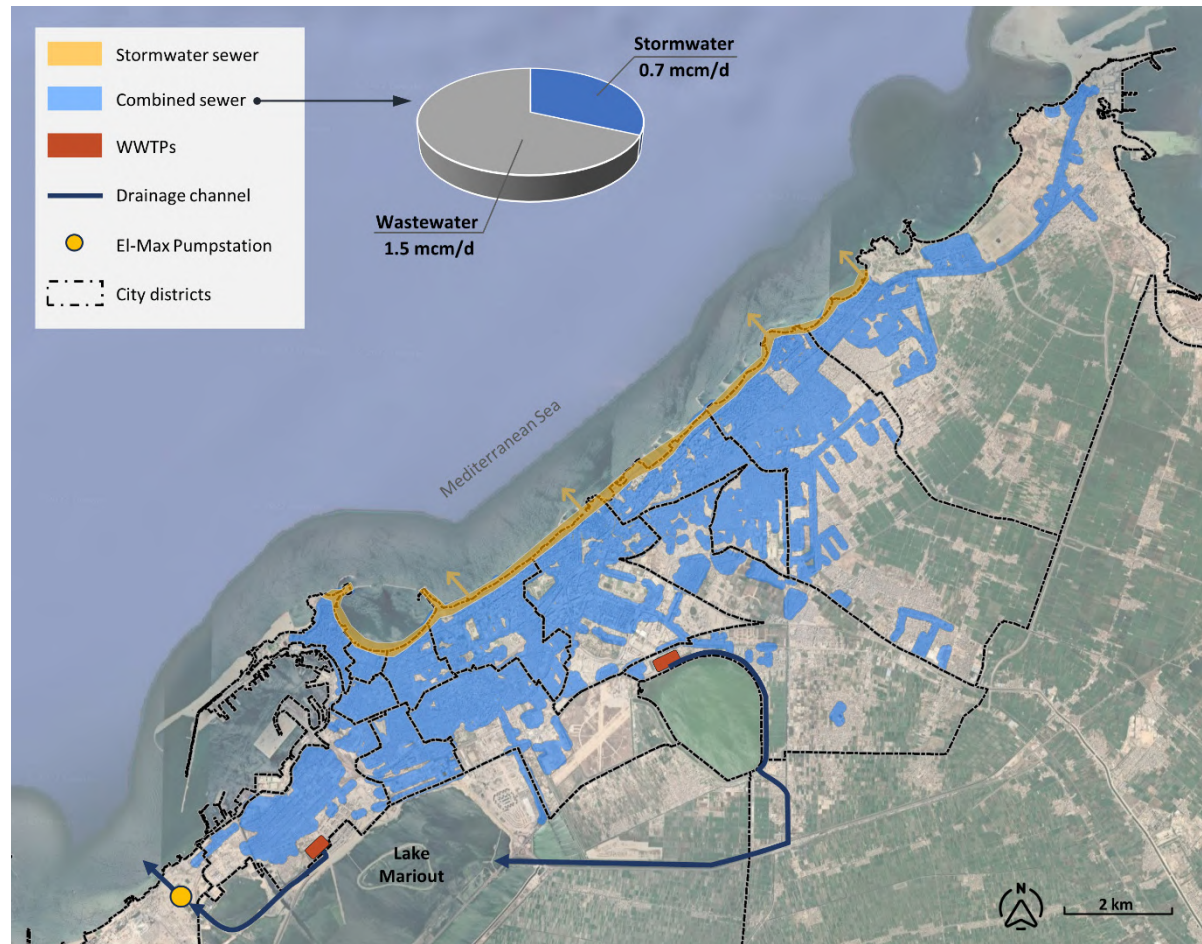 Stormwater sewer
Combined sewer
WWTPs
Drainage channel
El-Max Pumpstation
City districts
Stormwater
0.7 mcm/d
Wastewater
1.5 mcm/d
Mediterranean Sea
Lake
Mariout
N
2 km